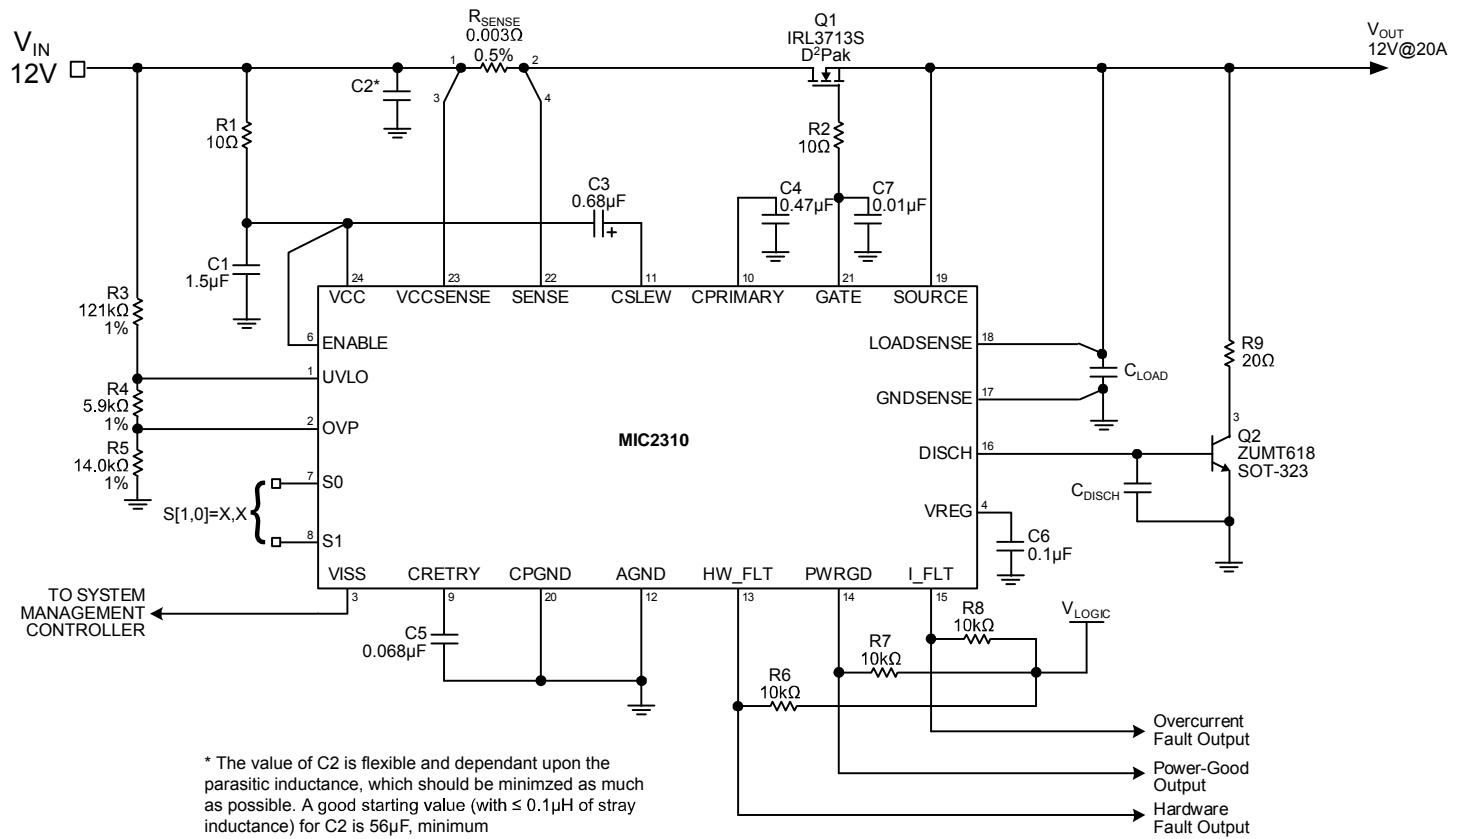 V_IN
12V
R_SENSE
0.003Ω
0.5%
1
2
3
4
C2*
Q1
IRL3713S
D²Pak
V_OUT
12V@20A
R1
10Ω
R2
10Ω
C3
0.68µF
+
C4
0.47µF
C7
0.01µF
C1
1.5µF
R3
121kΩ
1%
R4
5.9kΩ
1%
R5
14.0kΩ
1%
24
23
22
11
10
21
19
VCC
VCCSENSE
SENSE
CSLEW
CPRIMARY
GATE
SOURCE
6
ENABLE
1
UVLO
2
OVP
7
S0
8
S1
S[1,0]=X,X
MIC2310
LOADSENSE
18
GNDSENSE
17
DISCH
16
VREG
4
C_LOAD
R9
20Ω
3
Q2
ZUMT618
SOT-323
C_DISCH
C6
0.1µF
VISS
CRETRY
CPGND
AGND
HW_FLT
PWRGD
I_FLT
3
9
20
12
13
14
15
TO SYSTEM
MANAGEMENT
CONTROLLER
C5
0.068µF
R8
10kΩ
R7
10kΩ
R6
10kΩ
V_LOGIC
Overcurrent
Fault Output
Power-Good
Output
Hardware
Fault Output
* The value of C2 is flexible and dependant upon the
parasitic inductance, which should be minimzed as much
as possible. A good starting value (with ≤ 0.1µH of stray
inductance) for C2 is 56µF, minimum